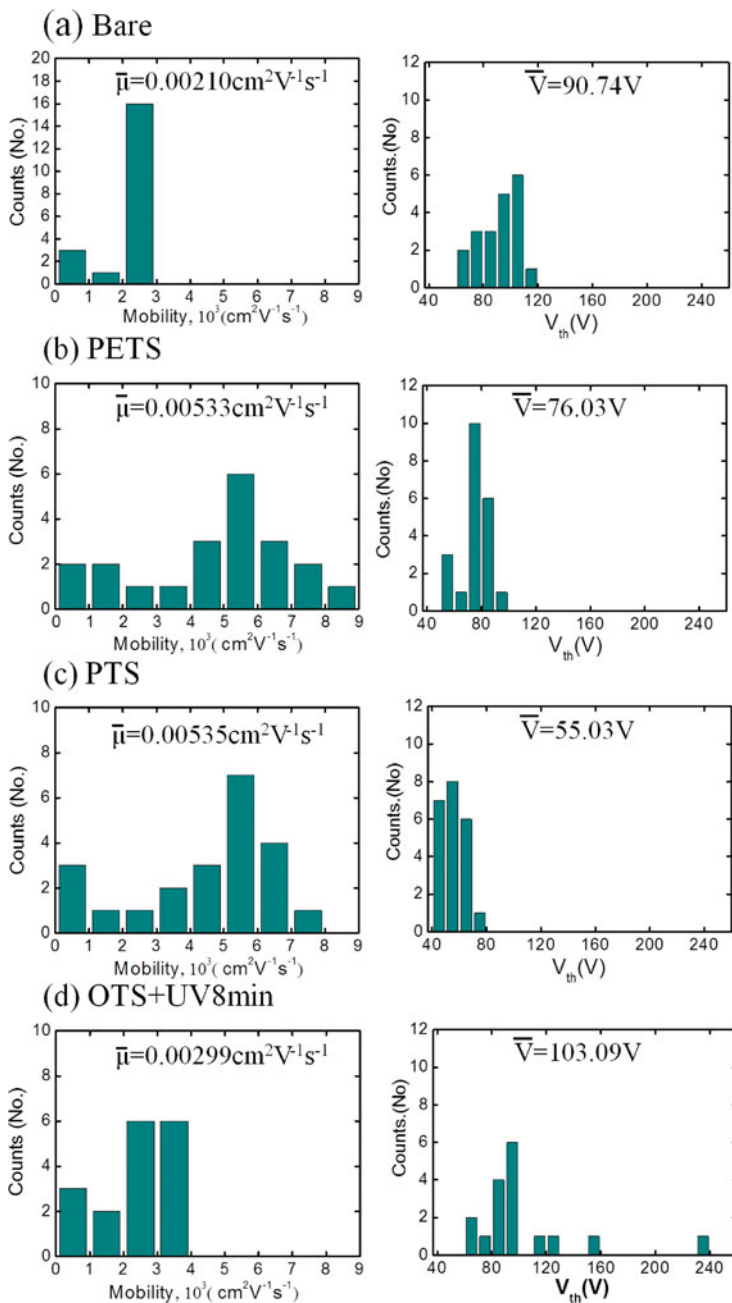 (a) Bare
20
18
16
14
12
10
8
6
4
2
0
Counts (No.)
μ̄=0.00210cm²V⁻¹s⁻¹
0 1 2 3 4 5 6 7 8 9
Mobility, 10³(cm²V⁻¹s⁻¹)
12
10
8
6
4
2
0
Counts.(No)
V̄=90.74V
40 80 120 160 200 240
V_th(V)
(b) PETS
10
8
6
4
2
0
Counts (No.)
μ̄=0.00533cm²V⁻¹s⁻¹
0 1 2 3 4 5 6 7 8 9
Mobility, 10³( cm²V⁻¹s⁻¹)
12
10
8
6
4
2
0
Counts.(No)
V̄=76.03V
40 80 120 160 200 240
V_th(V)
(c) PTS
10
8
6
4
2
0
Counts (No.)
μ̄=0.00535cm²V⁻¹s⁻¹
0 1 2 3 4 5 6 7 8 9
Mobility, 10³( cm²V⁻¹s⁻¹)
12
10
8
6
4
2
0
Counts.(No)
V̄=55.03V
40 80 120 160 200 240
V_th(V)
(d) OTS+UV8min
10
8
6
4
2
0
Counts (No.)
μ̄=0.00299cm²V⁻¹s⁻¹
0 1 2 3 4 5 6 7 8 9
Mobility, 10³( cm²V⁻¹s⁻¹)
12
10
8
6
4
2
0
Counts.(No)
V̄=103.09V
40 80 120 160 200 240
V_th(V)